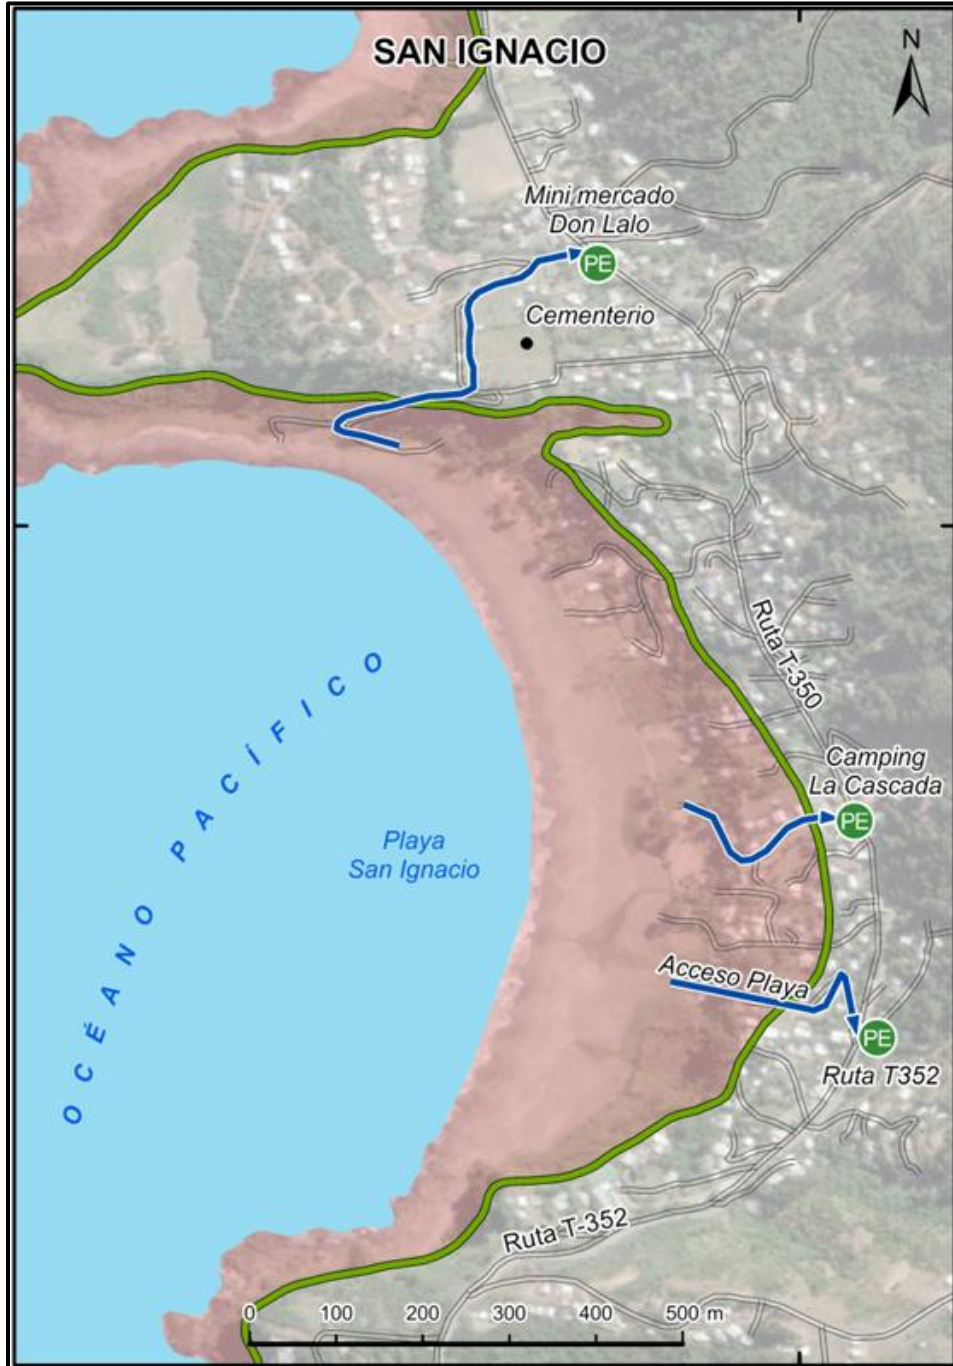 SAN IGNACIO
N
Mini mercado
Don Lalo
PE
Cementerio
Ruta T-350
OCÉANO PACÍFICO
Camping
La Cascada
PE
Playa
San Ignacio
Acceso Playa
PE
Ruta T352
Ruta T-352
0 100 200 300 400 500 m